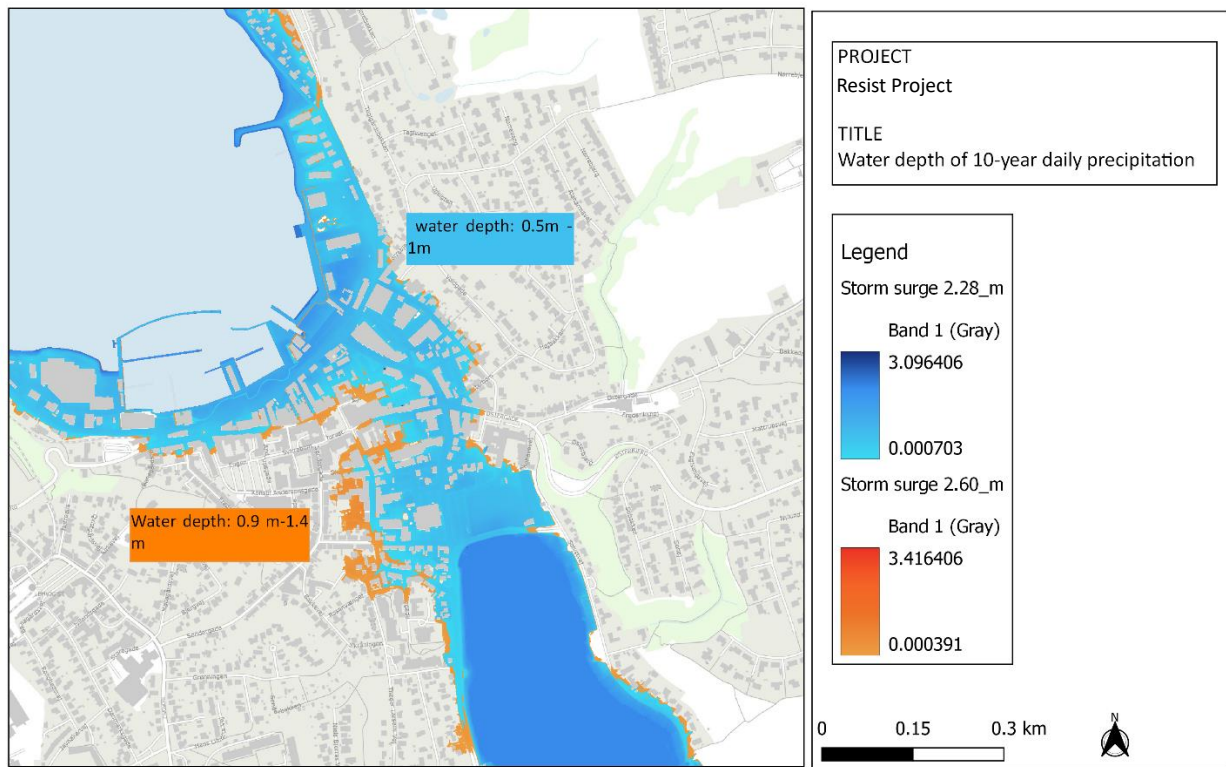 water depth: 0.5m -
1m
Water depth: 0.9 m-1.4
m
PROJECT
Resist Project
TITLE
Water depth of 10-year daily precipitation
Legend
Storm surge 2.28_m
Band 1 (Gray)
3.096406
0.000703
Storm surge 2.60_m
Band 1 (Gray)
3.416406
0.000391
0 0.15 0.3 km
N